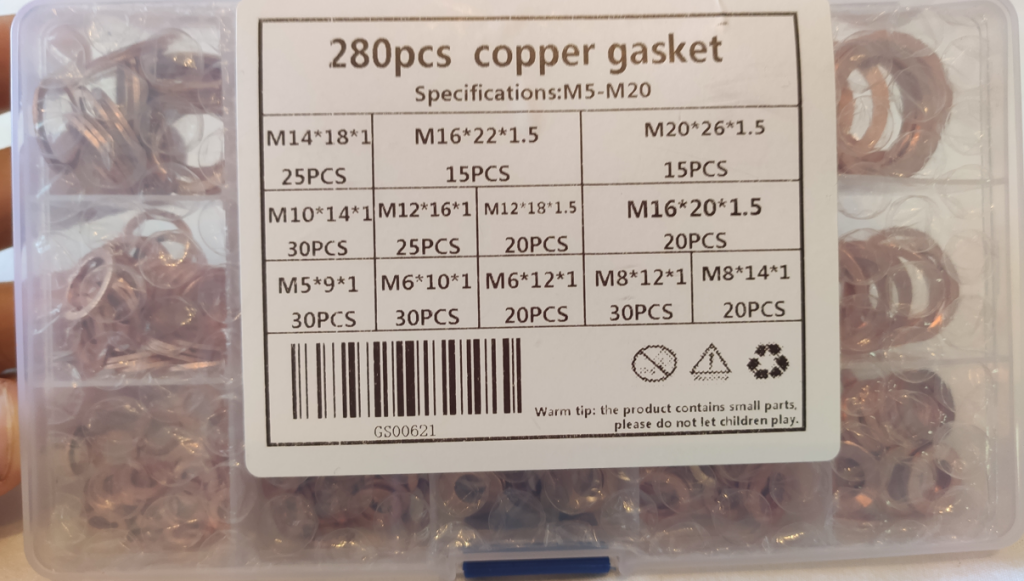 280pcs copper gasket
Specifications:M5-M20
M14*18*1 M16*22*1.5 M20*26*1.5
25PCS 15PCS 15PCS
M10*14*1 M12*16*1 M12*18*1.5 M16*20*1.5
30PCS 25PCS 20PCS 20PCS
M5*9*1 M6*10*1 M6*12*1 M8*12*1 M8*14*1
30PCS 30PCS 20PCS 30PCS 20PCS
GS00621
Warm tip: the product contains small parts,
please do not let children play.